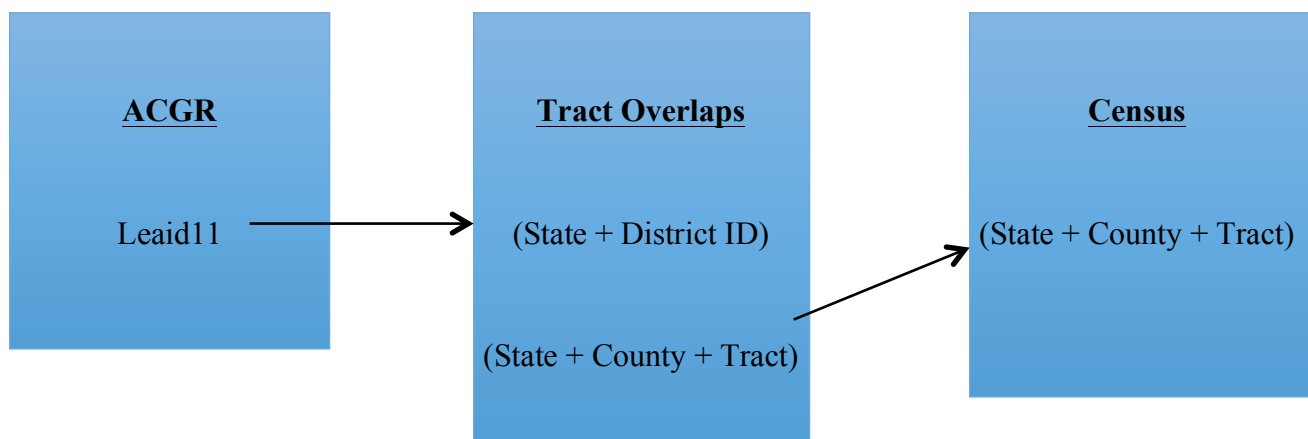 ACGR
Leaid11
Tract Overlaps
(State + District ID)
(State + County + Tract)
Census
(State + County + Tract)